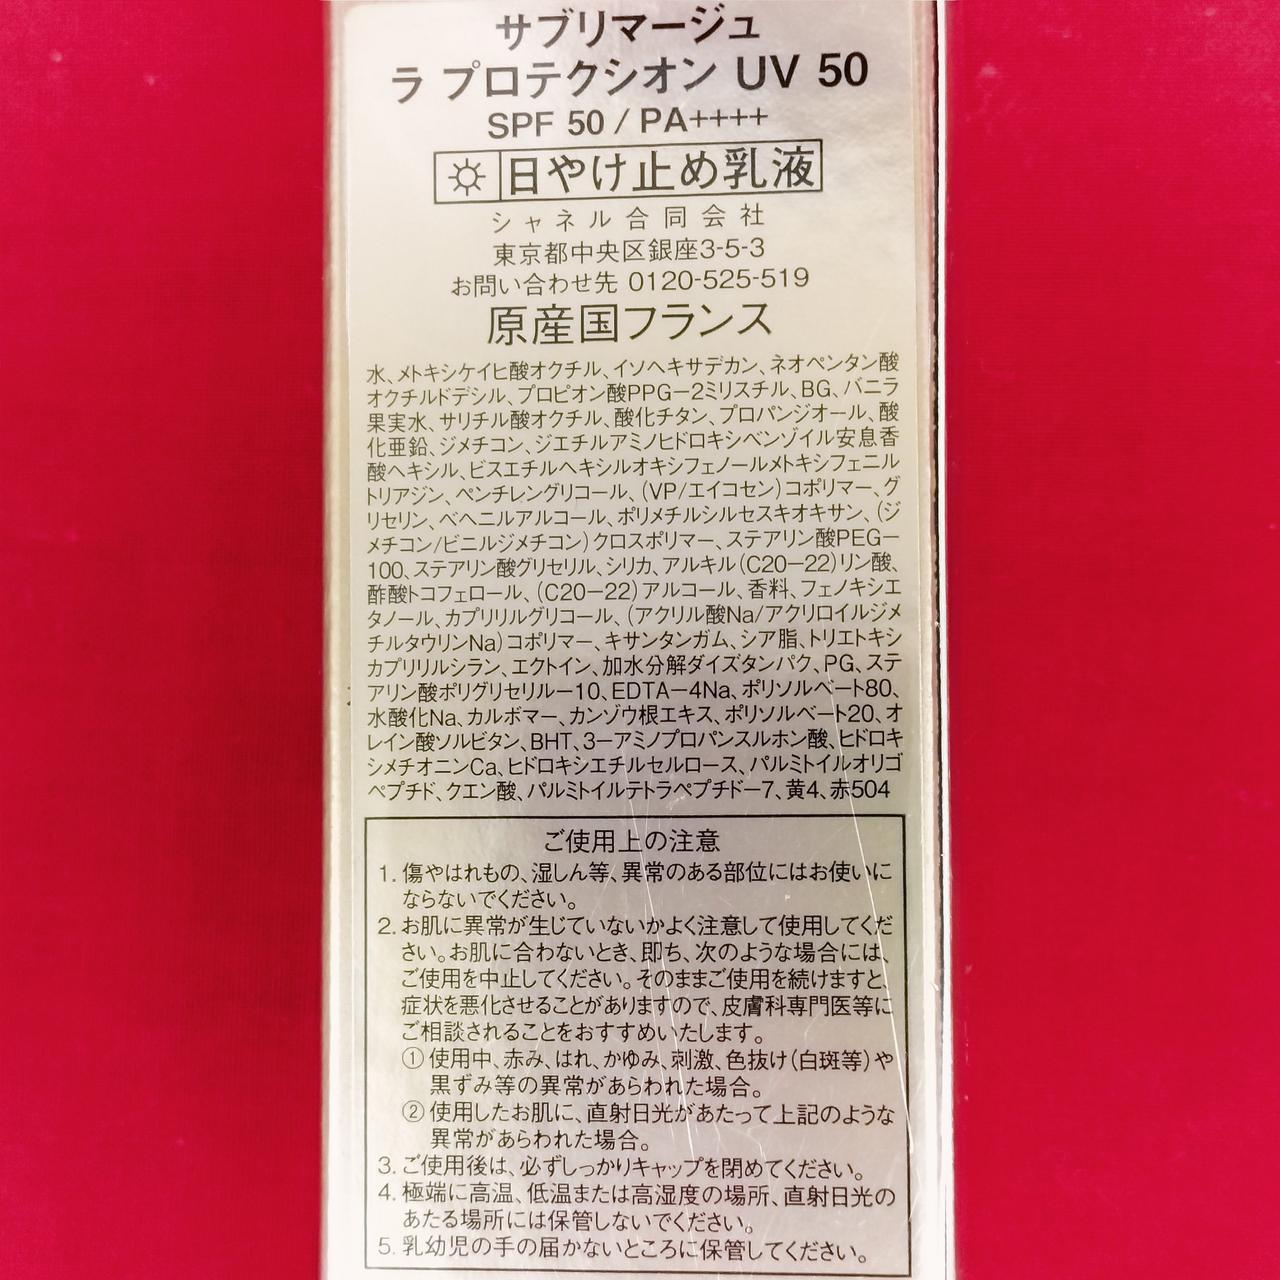 サブリマージュ
ラ プロテクシオン UV 50
SPF 50 / PA++++
日やけ止め乳液
シャネル合同会社
東京都中央区銀座3-5-3
お問い合わせ先 0120-525-519
原産国フランス
水、メトキシケイヒ酸オクチル、イソヘキサデカン、ネオペンタン酸
オクチルドデシル、プロピオン酸PPG－2ミリスチル、BG、バニラ
果実水、サリチル酸オクチル、酸化チタン、プロパンジオール、酸
化亜鉛、ジメチコン、ジエチルアミノヒドロキシベンゾイル安息香
酸ヘキシル、ビスエチルヘキシルオキシフェノールメトキシフェニル
トリアジン、ペンチレングリコール、(VP/エイコセン)コポリマー、グ
リセリン、ベヘニルアルコール、ポリメチルシルセスキオキサン、(ジ
メチコン/ビニルジメチコン)クロスポリマー、ステアリン酸PEG－
100、ステアリン酸グリセリル、シリカ、アルキル(C20－22)リン酸、
酢酸トコフェロール、(C20－22)アルコール、香料、フェノキシエ
タノール、カプリリルグリコール、(アクリル酸Na/アクリロイルジメ
チルタウリンNa)コポリマー、キサンタンガム、シア脂、トリエトキシ
カプリリルシラン、エクトイン、加水分解ダイズタンパク、PG、ステ
アリン酸ポリグリセリル－10、EDTA－4Na、ポリソルベート80、
水酸化Na、カルボマー、カンゾウ根エキス、ポリソルベート20、オ
レイン酸ソルビタン、BHT、3－アミノプロパンスルホン酸、ヒドロキ
シメチオニンCa、ヒドロキシエチルセルロース、パルミトイルオリゴ
ペプチド、クエン酸、パルミトイルテトラペプチド－7、黄4、赤504
ご使用上の注意
1. 傷やはれもの、湿しん等、異常のある部位にはお使いに
ならないでください。
2. お肌に異常が生じていないかよく注意して使用してくだ
さい。お肌に合わないとき、即ち、次のような場合には、
ご使用を中止してください。そのままご使用を続けますと、
症状を悪化させることがありますので、皮膚科専門医等に
ご相談されることをおすすめいたします。
① 使用中、赤み、はれ、かゆみ、刺激、色抜け(白斑等)や
黒ずみ等の異常があらわれた場合。
② 使用したお肌に、直射日光があたって上記のような
異常があらわれた場合。
3. ご使用後は、必ずしっかりキャップを閉めてください。
4. 極端に高温、低温または高湿度の場所、直射日光の
あたる場所には保管しないでください。
5. 乳幼児の手の届かないところに保管してください。